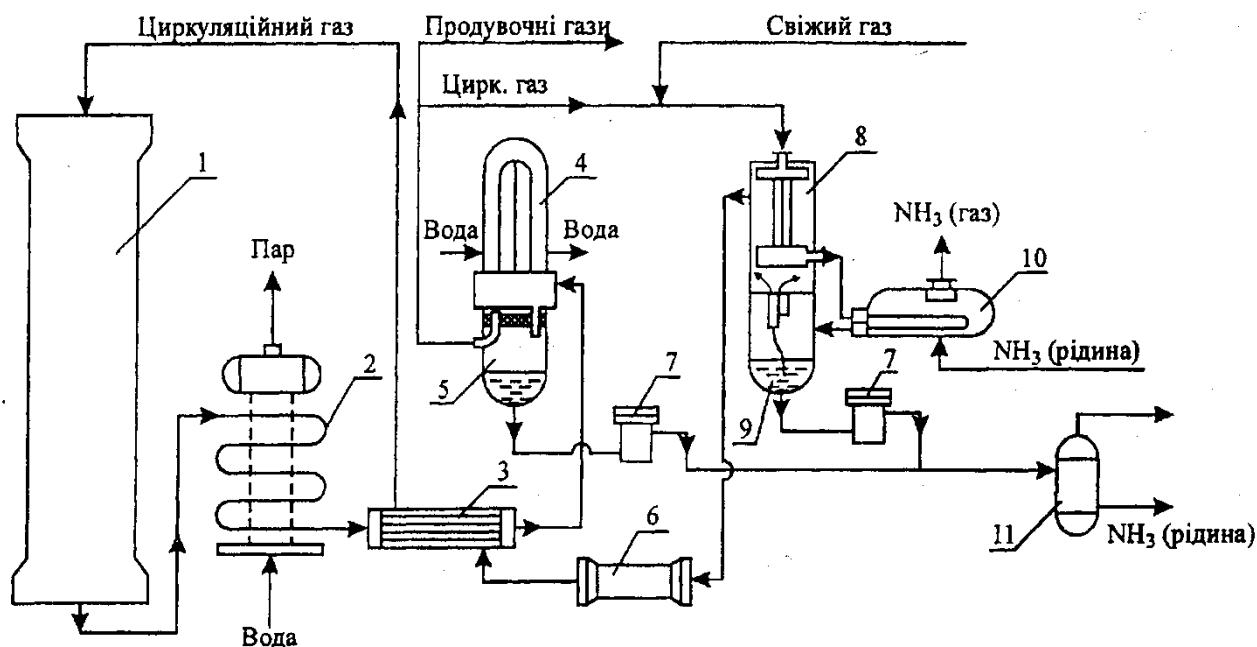 Циркуляційний газ
Продувочні гази
Свіжий газ
Цирк. газ
1
4
8
NH₃ (газ)
Вода
Вода
Пар
10
2
5
7
NH₃ (рідина)
7
9
3
6
11
NH₃ (рідина)
Вода